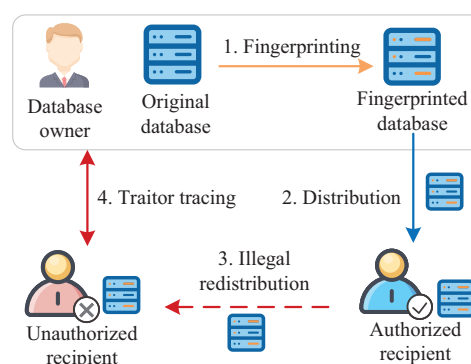 1. Fingerprinting
Database
owner
Original
database
Fingerprinted
database
4. Traitor tracing
2. Distribution
3. Illegal
redistribution
Unauthorized
recipient
Authorized
recipient